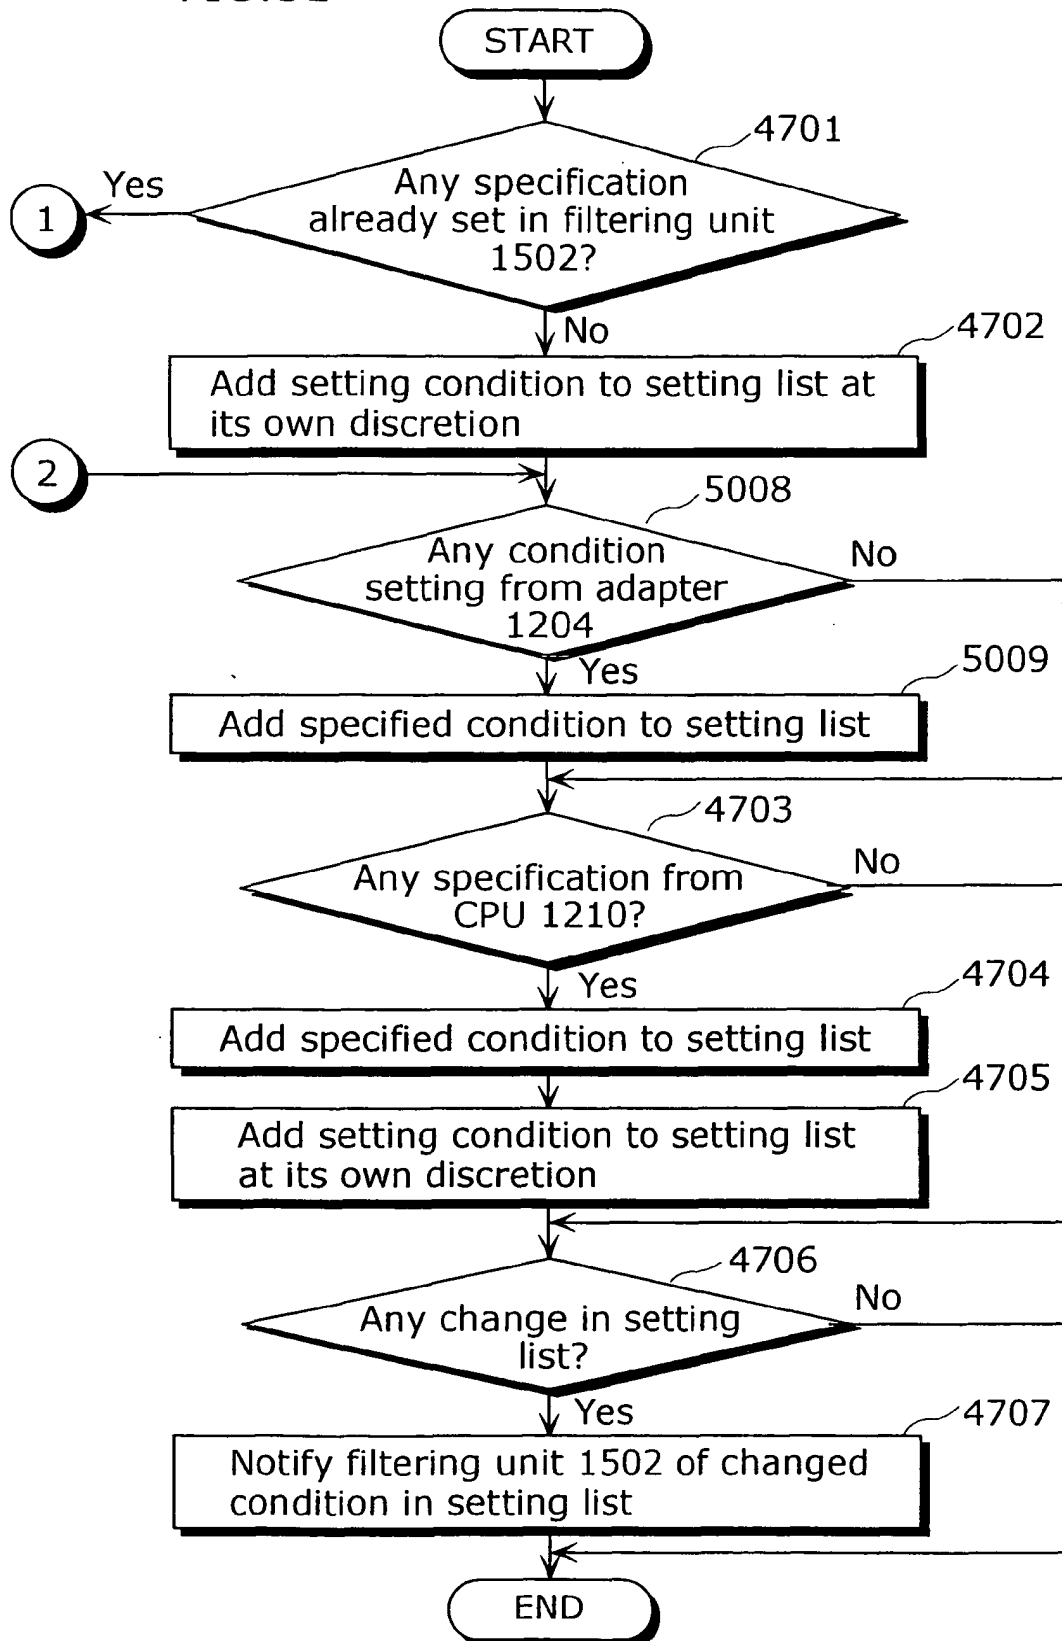 START
4701
Yes
1
Any specification
already set in filtering unit
1502?
No
4702
Add setting condition to setting list at
its own discretion
2
5008
Any condition
setting from adapter
1204
No
Yes
5009
Add specified condition to setting list
4703
Any specification from
CPU 1210?
No
Yes
4704
Add specified condition to setting list
4705
Add setting condition to setting list
at its own discretion
4706
Any change in setting
list?
No
Yes
4707
Notify filtering unit 1502 of changed
condition in setting list
END